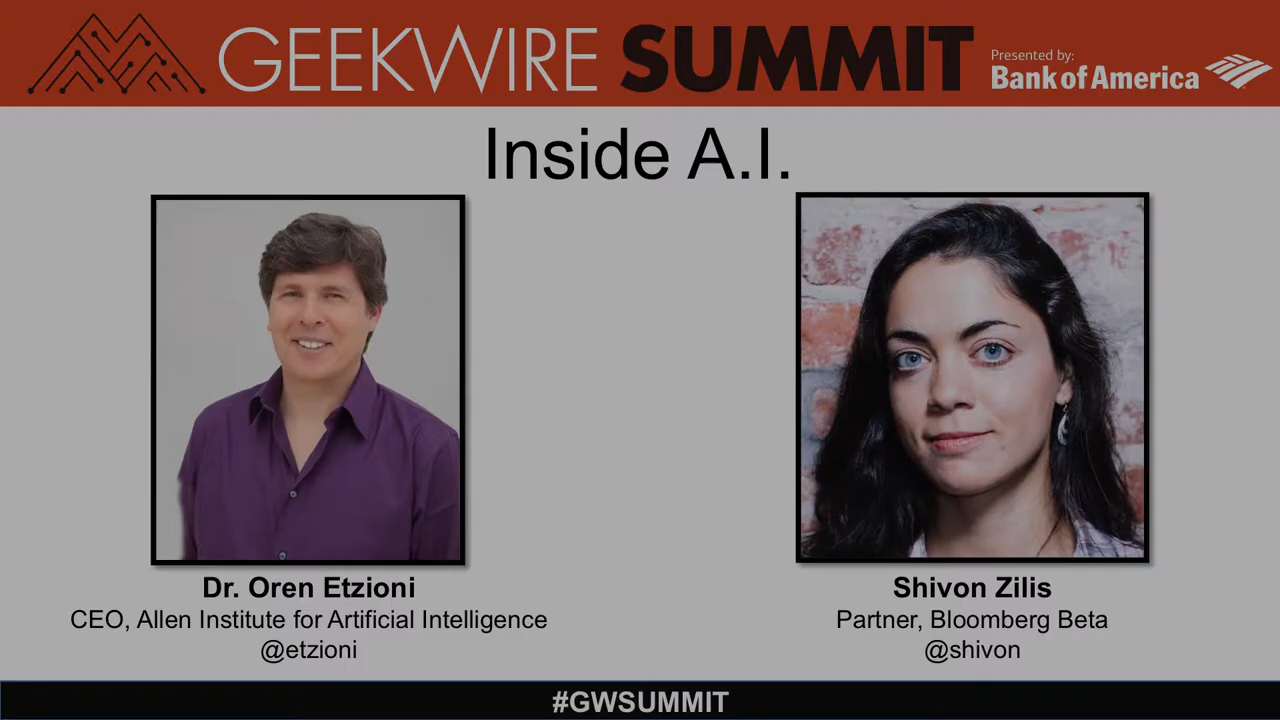 GEEKWIRE SUMMIT
Presented by:
Bank of America
Inside A.I.
Dr. Oren Etzioni
CEO, Allen Institute for Artificial Intelligence
@etzioni
Shivon Zilis
Partner, Bloomberg Beta
@shivon
#GWSUMMIT